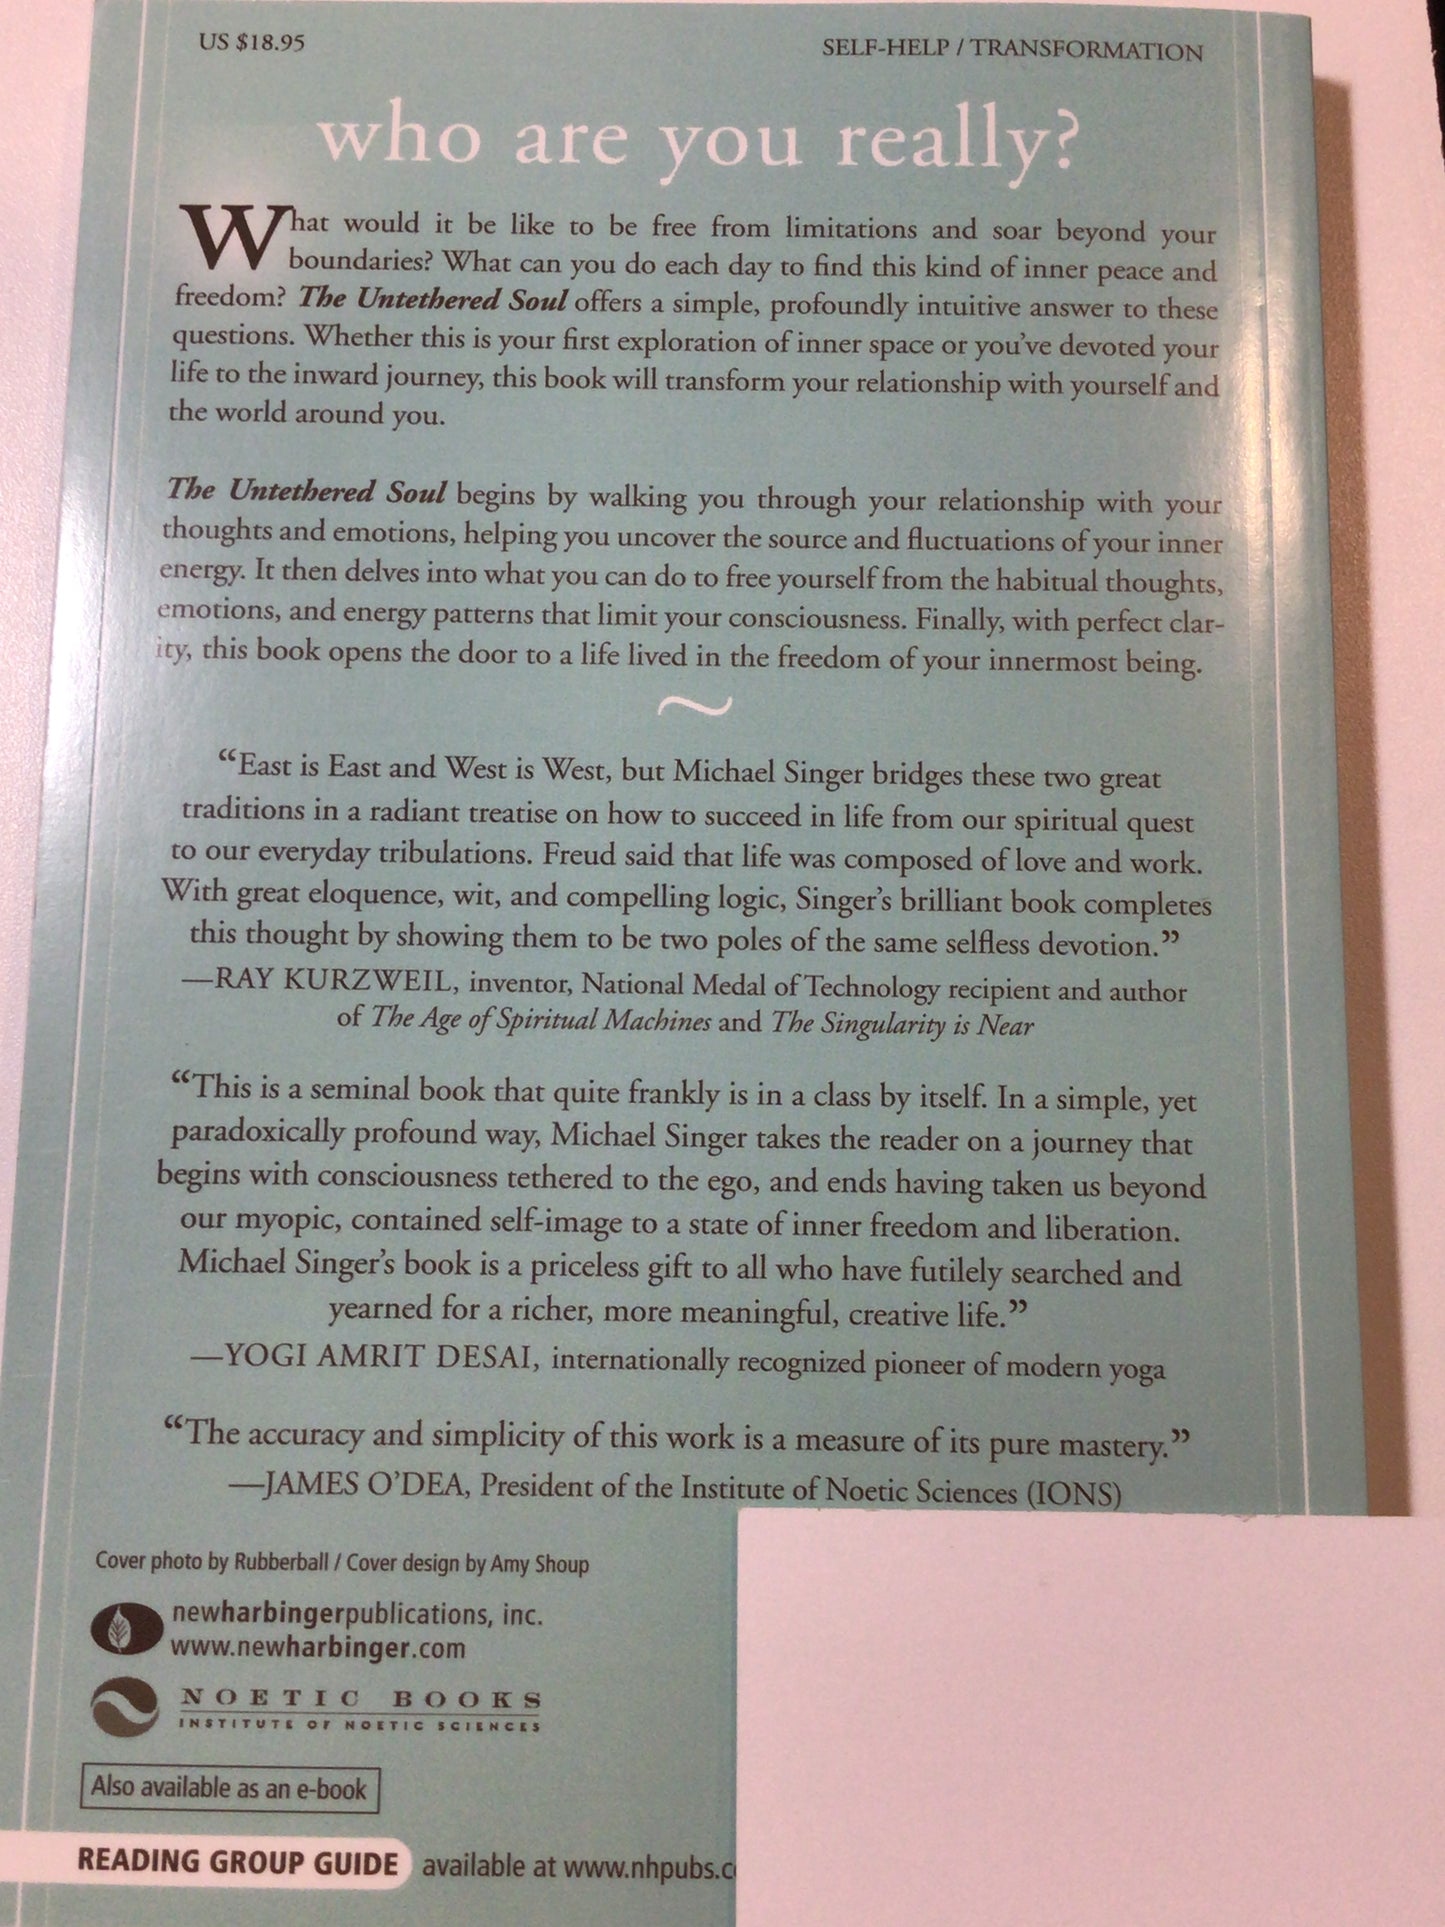 US $18.95
SELF-HELP / TRANSFORMATION
who are you really?
What would it be like to be free from limitations and soar beyond your
boundaries? What can you do each day to find this kind of inner peace and
freedom? The Untethered Soul offers a simple, profoundly intuitive answer to these
questions. Whether this is your first exploration of inner space or you've devoted your
life to the inward journey, this book will transform your relationship with yourself and
the world around you.
The Untethered Soul begins by walking you through your relationship with your
thoughts and emotions, helping you uncover the source and fluctuations of your inner
energy. It then delves into what you can do to free yourself from the habitual thoughts,
emotions, and energy patterns that limit your consciousness. Finally, with perfect clar-
ity, this book opens the door to a life lived in the freedom of your innermost being.
~
“East is East and West is West, but Michael Singer bridges these two great
traditions in a radiant treatise on how to succeed in life from our spiritual quest
to our everyday tribulations. Freud said that life was composed of love and work.
With great eloquence, wit, and compelling logic, Singer's brilliant book completes
this thought by showing them to be two poles of the same selfless devotion.”
—RAY KURZWEIL, inventor, National Medal of Technology recipient and author
of The Age of Spiritual Machines and The Singularity is Near
“This is a seminal book that quite frankly is in a class by itself. In a simple, yet
paradoxically profound way, Michael Singer takes the reader on a journey that
begins with consciousness tethered to the ego, and ends having taken us beyond
our myopic, contained self-image to a state of inner freedom and liberation.
Michael Singer's book is a priceless gift to all who have futilely searched and
yearned for a richer, more meaningful, creative life.”
—YOGI AMRIT DESAI, internationally recognized pioneer of modern yoga
“The accuracy and simplicity of this work is a measure of its pure mastery.”
—JAMES O'DEA, President of the Institute of Noetic Sciences (IONS)
Cover photo by Rubberball / Cover design by Amy Shoup
newharbingerpublications, inc.
www.newharbinger.com
NOETIC BOOKS
INSTITUTE OF NOETIC SCIENCES
Also available as an e-book
READING GROUP GUIDE available at www.nhpubs.c